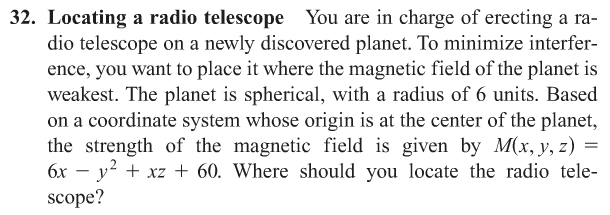 32. Locating a radio telescope You are in charge of erecting a ra-
dio telescope on a newly discovered planet. To minimize interfer-
ence, you want to place it where the magnetic field of the planet is
weakest. The planet is spherical, with a radius of 6 units. Based
on a coordinate system whose origin is at the center of the planet,
the strength of the magnetic field is given by M(x, y, z) =
6x − y² + xz + 60. Where should you locate the radio tele-
scope?